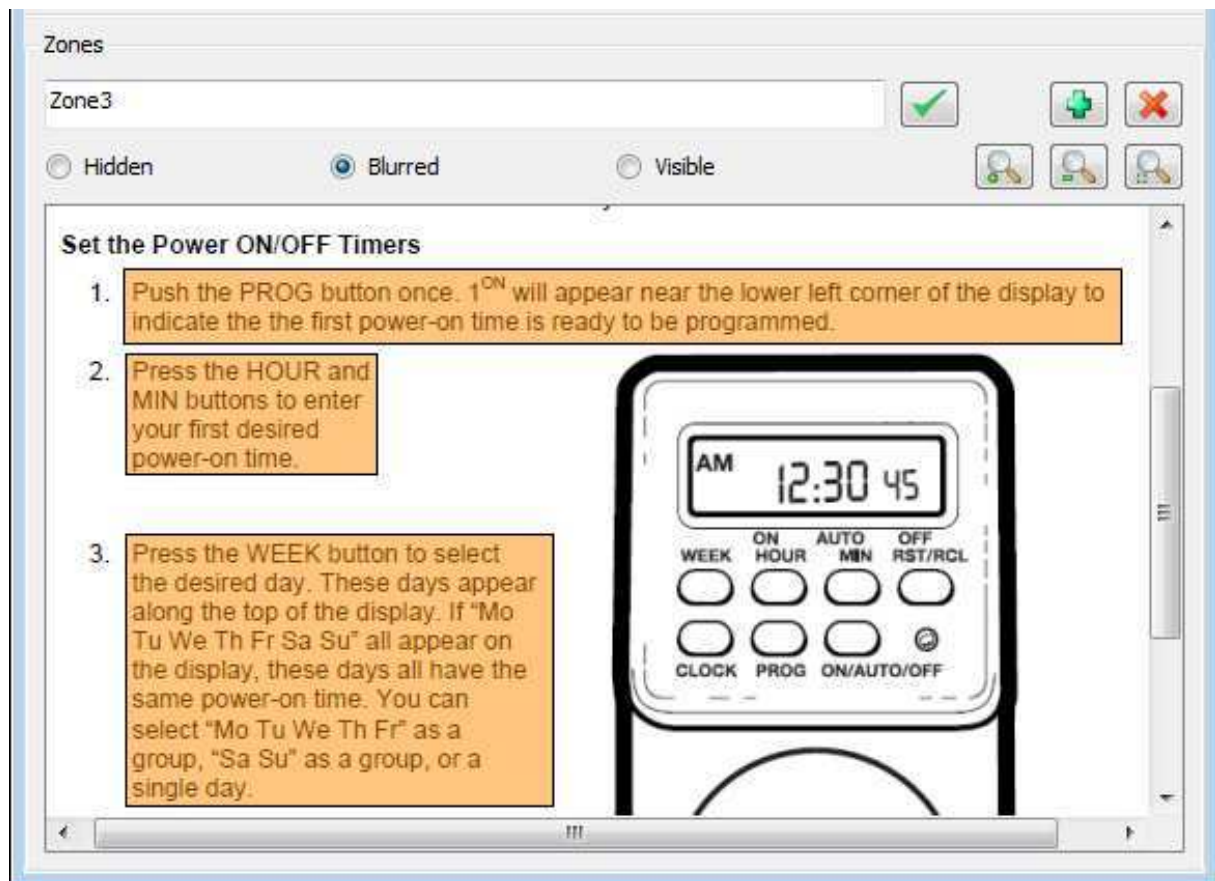 Zones
Zone3
Hidden Blurred Visible
Set the Power ON/OFF Timers
1. Push the PROG button once. 1ON will appear near the lower left corner of the display to
indicate the the first power-on time is ready to be programmed.
2. Press the HOUR and
MIN buttons to enter
your first desired
power-on time.
AM 12:30 45
ON AUTO OFF
WEEK HOUR MIN RST/RCL
CLOCK PROG ON/AUTO/OFF
3. Press the WEEK button to select
the desired day. These days appear
along the top of the display. If “Mo
Tu We Th Fr Sa Su” all appear on
the display, these days all have the
same power-on time. You can
select “Mo Tu We Th Fr” as a
group, “Sa Su” as a group, or a
single day.